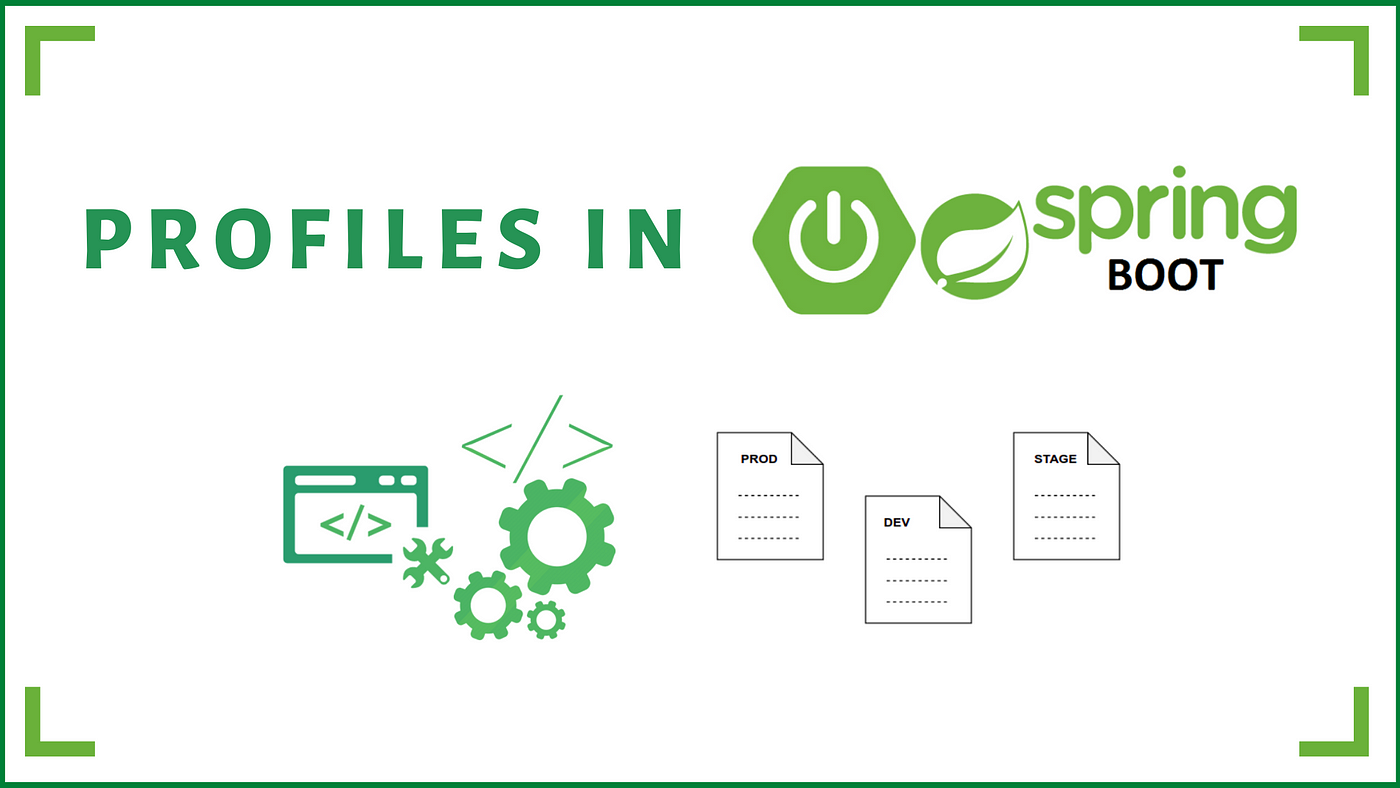 PROFILES IN
spring
BOOT
</>
</>
PROD
STAGE
DEV